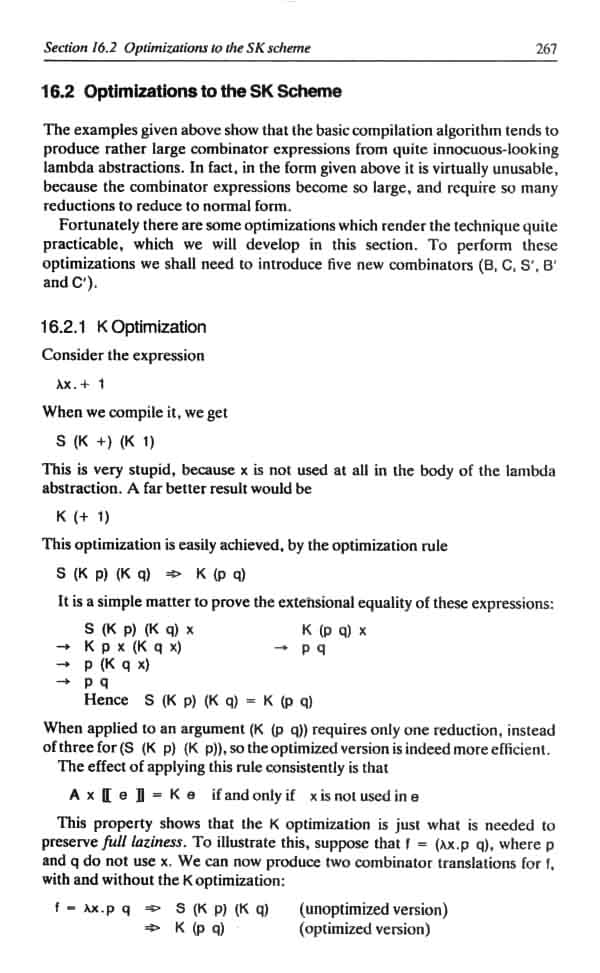 Section 16.2 Optimizations to the SK scheme 267
16.2 Optimizations to the SK Scheme
The examples given above show that the basic compilation algorithm tends to
produce rather large combinator expressions from quite innocuous-looking
lambda abstractions. In fact, in the form given above it is virtually unusable,
because the combinator expressions become so large, and require so many
reductions to reduce to normal form.
Fortunately there are some optimizations which render the technique quite
practicable, which we will develop in this section. To perform these
optimizations we shall need to introduce five new combinators (B, C, S', B'
and C').
16.2.1 K Optimization
Consider the expression
λx.+ 1
When we compile it, we get
S (K +) (K 1)
This is very stupid, because x is not used at all in the body of the lambda
abstraction. A far better result would be
K (+ 1)
This optimization is easily achieved, by the optimization rule
S (K p) (K q) ⇒ K (p q)
It is a simple matter to prove the extensional equality of these expressions:
S (K p) (K q) x K (p q) x
→ K p x (K q x) → p q
→ p (K q x)
→ p q
Hence S (K p) (K q) = K (p q)
When applied to an argument (K (p q)) requires only one reduction, instead
of three for (S (K p) (K p)), so the optimized version is indeed more efficient.
The effect of applying this rule consistently is that
A x ⟦ e ⟧ = K e if and only if x is not used in e
This property shows that the K optimization is just what is needed to
preserve full laziness. To illustrate this, suppose that f = (λx.p q), where p
and q do not use x. We can now produce two combinator translations for f,
with and without the K optimization:
f = λx.p q ⇒ S (K p) (K q) (unoptimized version)
⇒ K (p q) (optimized version)